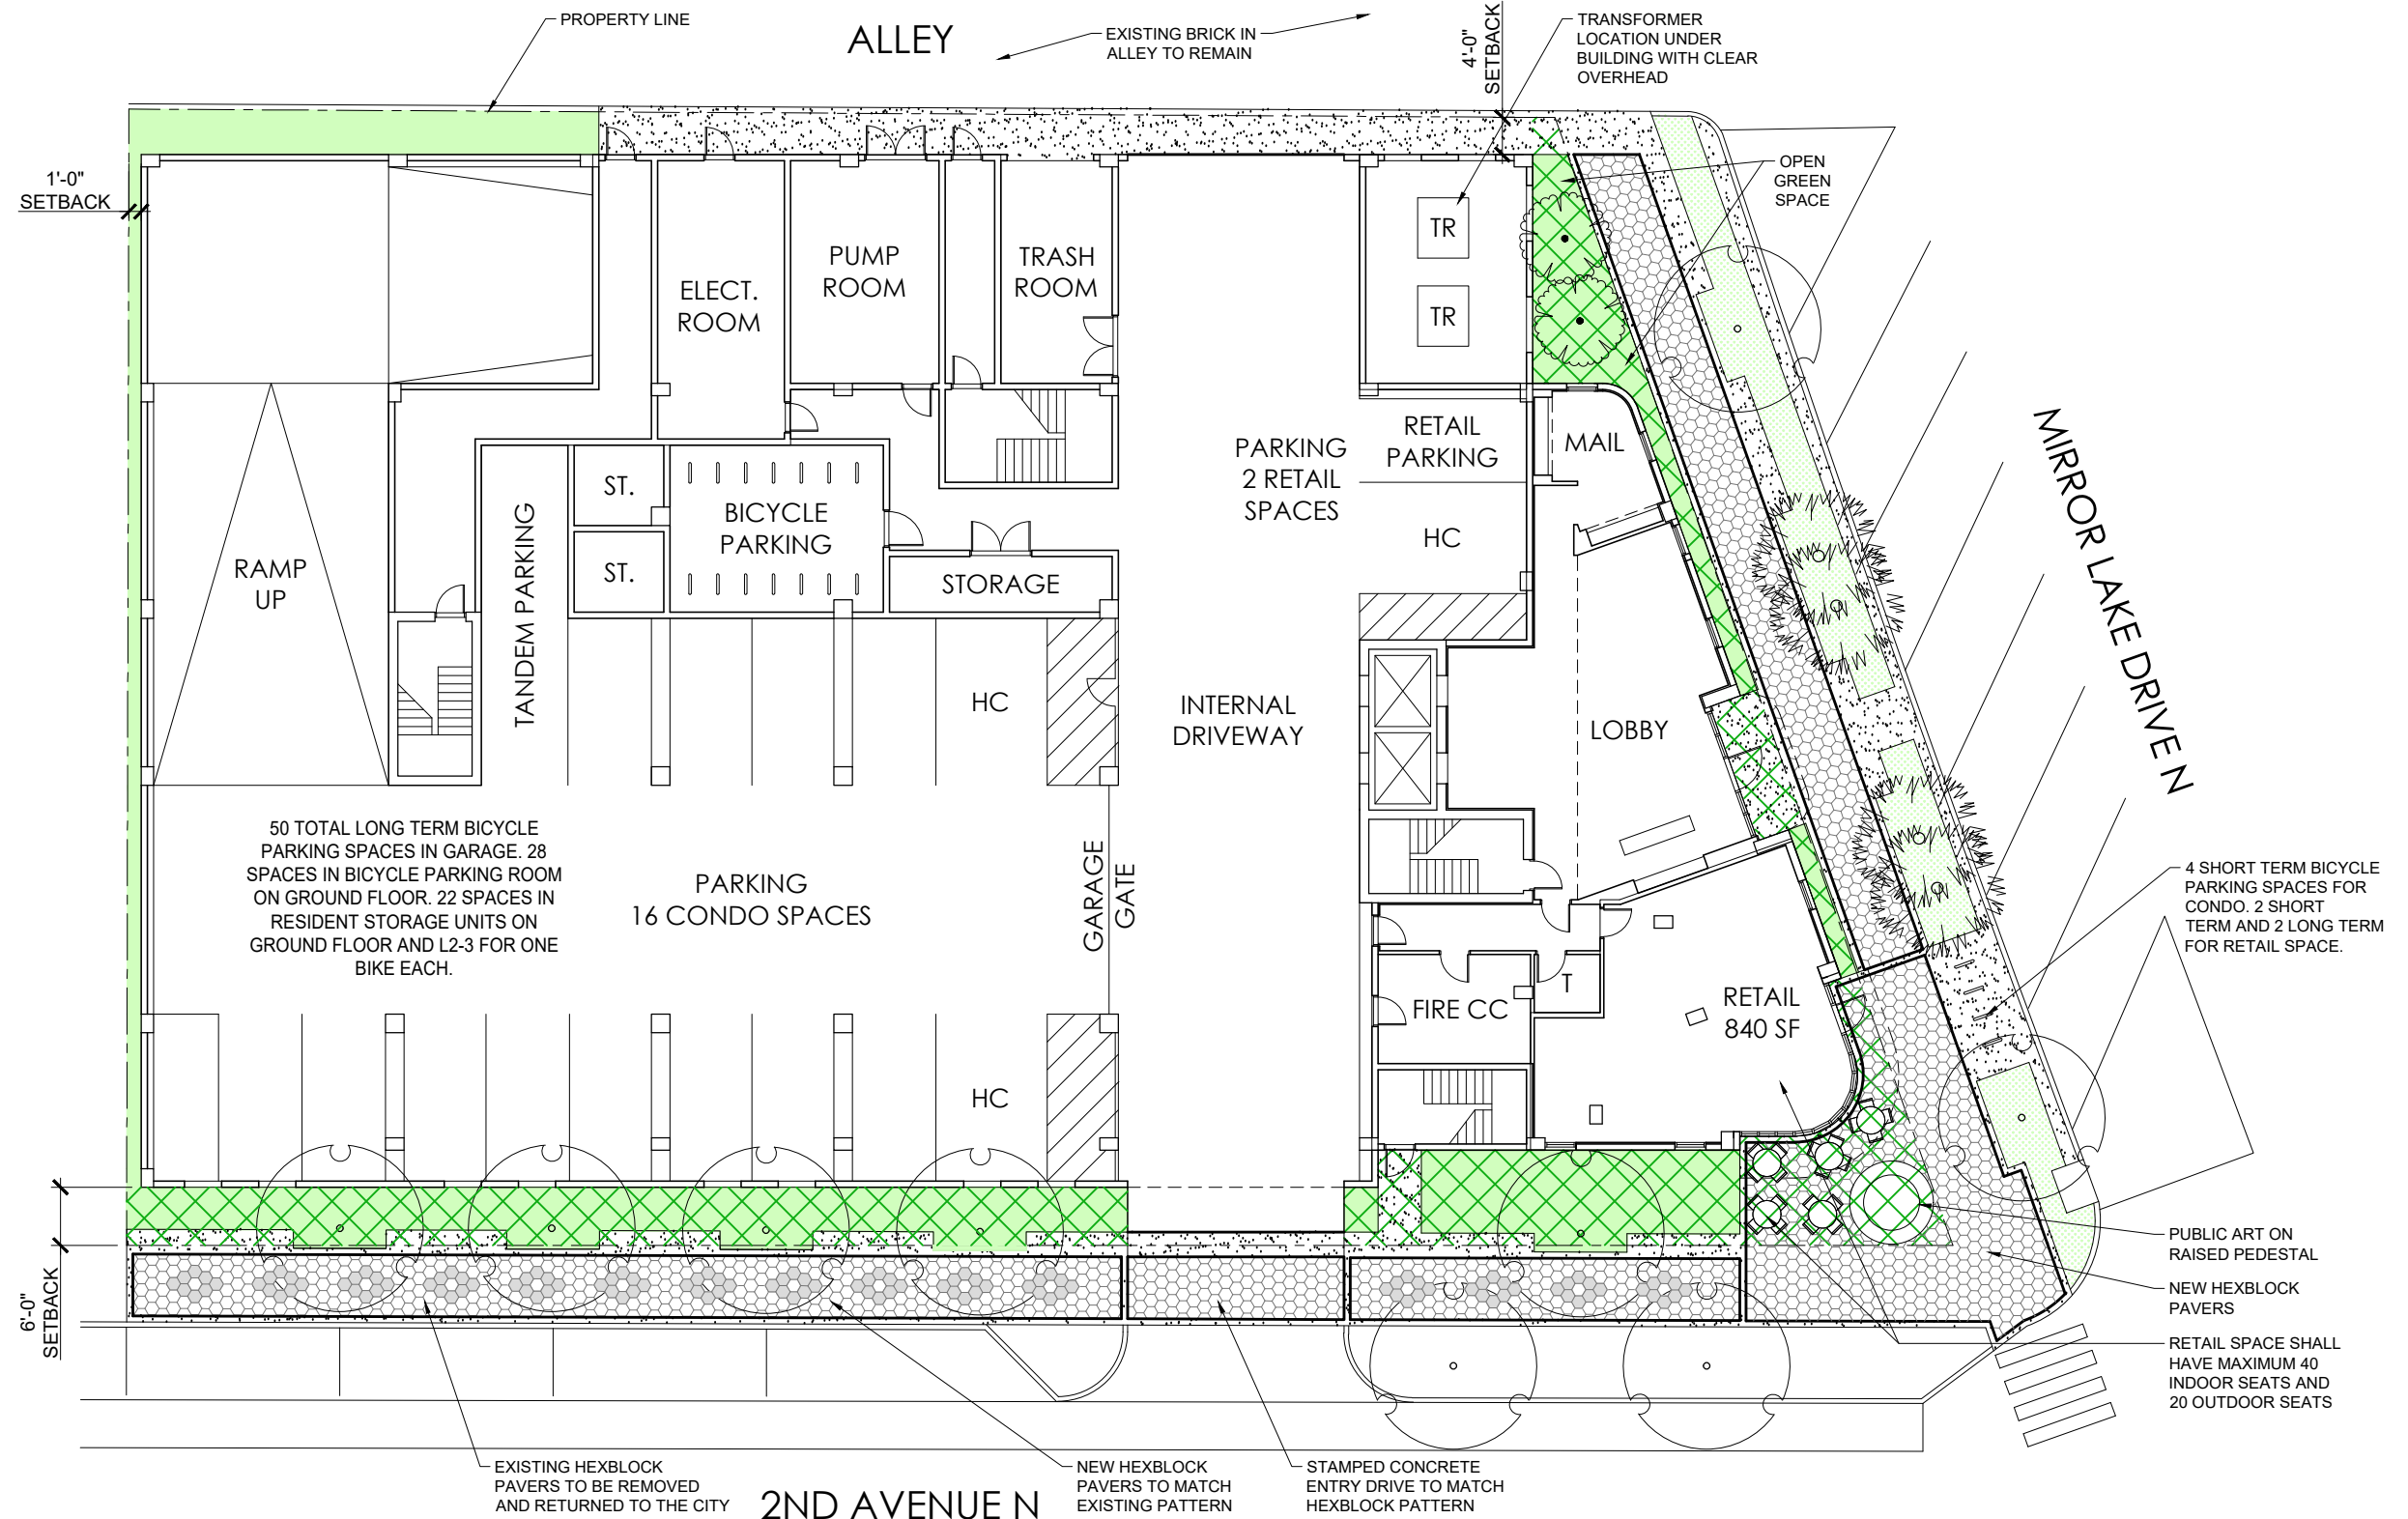 PROPERTY LINE
ALLEY
EXISTING BRICK IN
ALLEY TO REMAIN
4'-0"
SETBACK
TRANSFORMER
LOCATION UNDER
BUILDING WITH CLEAR
OVERHEAD
1'-0"
SETBACK
OPEN
GREEN
SPACE
ELECT.
ROOM
PUMP
ROOM
TRASH
ROOM
TR
TR
RETAIL
PARKING
MAIL
PARKING
2 RETAIL
SPACES
HC
MIRROR LAKE DRIVE N
ST.
ST.
BICYCLE
PARKING
STORAGE
RAMP
UP
TANDEM PARKING
HC
INTERNAL
DRIVEWAY
LOBBY
50 TOTAL LONG TERM BICYCLE
PARKING SPACES IN GARAGE. 28
SPACES IN BICYCLE PARKING ROOM
ON GROUND FLOOR. 22 SPACES IN
RESIDENT STORAGE UNITS ON
GROUND FLOOR AND L2-3 FOR ONE
BIKE EACH.
PARKING
16 CONDO SPACES
GARAGE
GATE
4 SHORT TERM BICYCLE
PARKING SPACES FOR
CONDO. 2 SHORT
TERM AND 2 LONG TERM
FOR RETAIL SPACE.
FIRE CC
T
RETAIL
840 SF
HC
PUBLIC ART ON
RAISED PEDESTAL
NEW HEXBLOCK
PAVERS
RETAIL SPACE SHALL
HAVE MAXIMUM 40
INDOOR SEATS AND
20 OUTDOOR SEATS
6'-0"
SETBACK
EXISTING HEXBLOCK
PAVERS TO BE REMOVED
AND RETURNED TO THE CITY
2ND AVENUE N
NEW HEXBLOCK
PAVERS TO MATCH
EXISTING PATTERN
STAMPED CONCRETE
ENTRY DRIVE TO MATCH
HEXBLOCK PATTERN